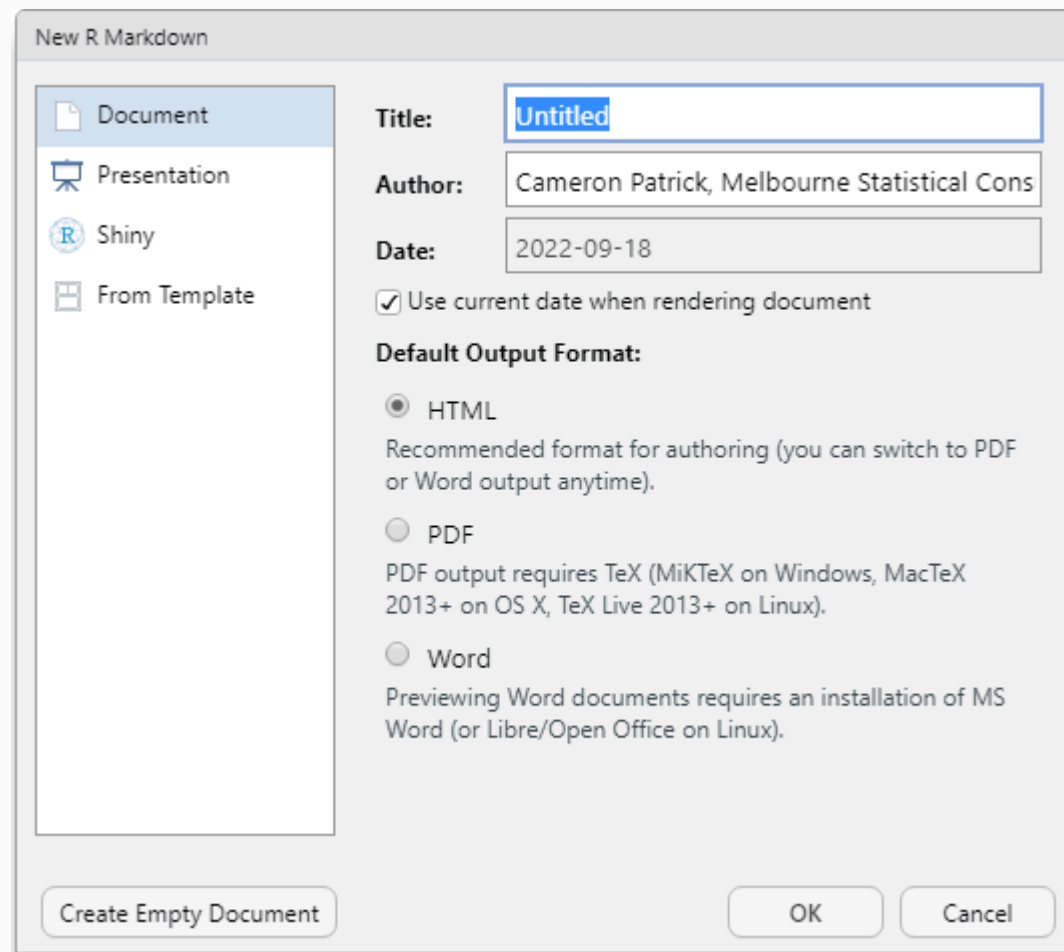 New R Markdown
Document
Presentation
Shiny
From Template
Title:
Untitled
Author:
Cameron Patrick, Melbourne Statistical Cons
Date:
2022-09-18
Use current date when rendering document
Default Output Format:
HTML
Recommended format for authoring (you can switch to PDF
or Word output anytime).
PDF
PDF output requires TeX (MiKTeX on Windows, MacTeX
2013+ on OS X, TeX Live 2013+ on Linux).
Word
Previewing Word documents requires an installation of MS
Word (or Libre/Open Office on Linux).
Create Empty Document
OK
Cancel